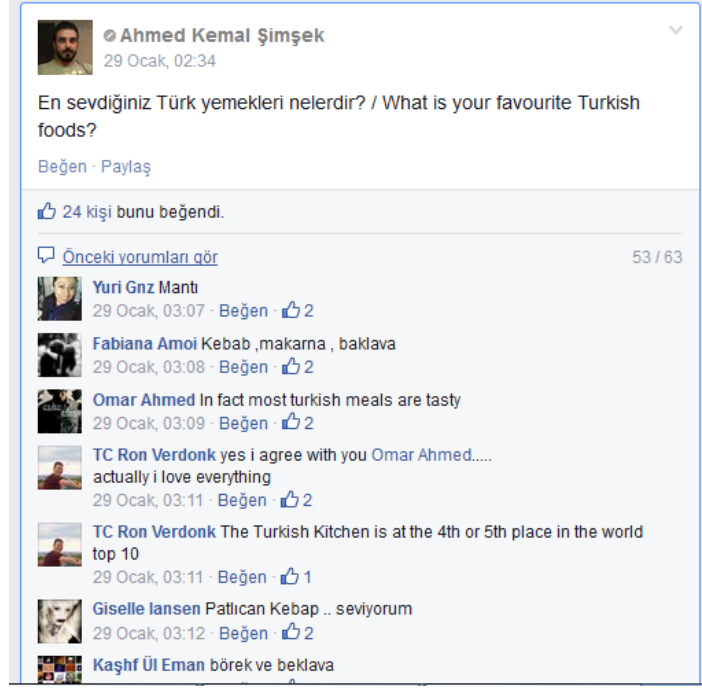 Ahmed Kemal Şimşek
29 Ocak, 02:34
En sevdiğiniz Türk yemekleri nelerdir? / What is your favourite Turkish
foods?
Beğen · Paylaş
24 kişi bunu beğendi.
Önceki yorumları gör 53 / 63
Yuri Gnz Mantı
29 Ocak, 03:07 · Beğen · 2
Fabiana Amoi Kebab ,makarna , baklava
29 Ocak, 03:08 · Beğen · 2
Omar Ahmed In fact most turkish meals are tasty
29 Ocak, 03:09 · Beğen · 2
TC Ron Verdonk yes i agree with you Omar Ahmed.....
actually i love everything
29 Ocak, 03:11 · Beğen · 2
TC Ron Verdonk The Turkish Kitchen is at the 4th or 5th place in the world
top 10
29 Ocak, 03:11 · Beğen · 1
Giselle Iansen Patlıcan Kebap .. seviyorum
29 Ocak, 03:12 · Beğen · 2
Kaşhf Ül Eman börek ve beklava